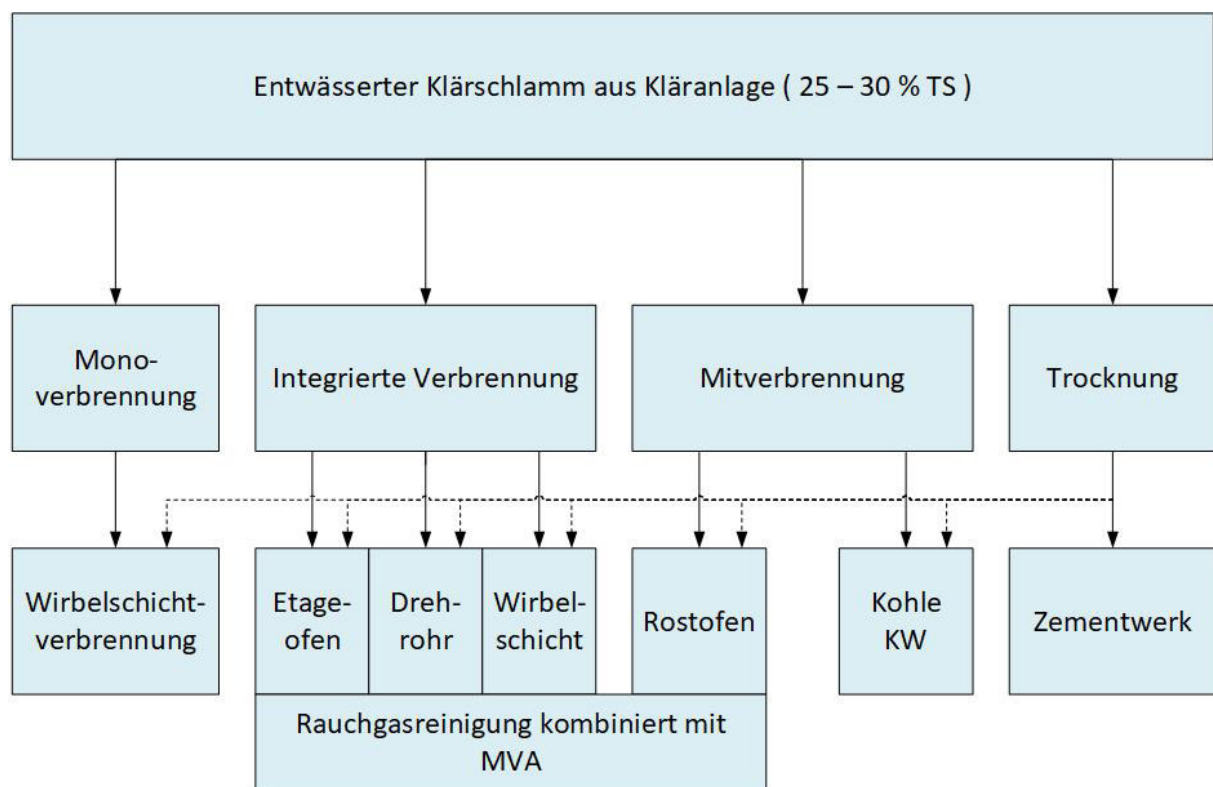 Entwässerter Klärschlamm aus Kläranlage ( 25 – 30 % TS )
Mono-
verbrennung
Integrierte Verbrennung
Mitverbrennung
Trocknung
Wirbelschicht-
verbrennung
Etage-
ofen
Dreh-
rohr
Wirbel-
schicht
Rostofen
Kohle
KW
Zementwerk
Rauchgasreinigung kombiniert mit
MVA